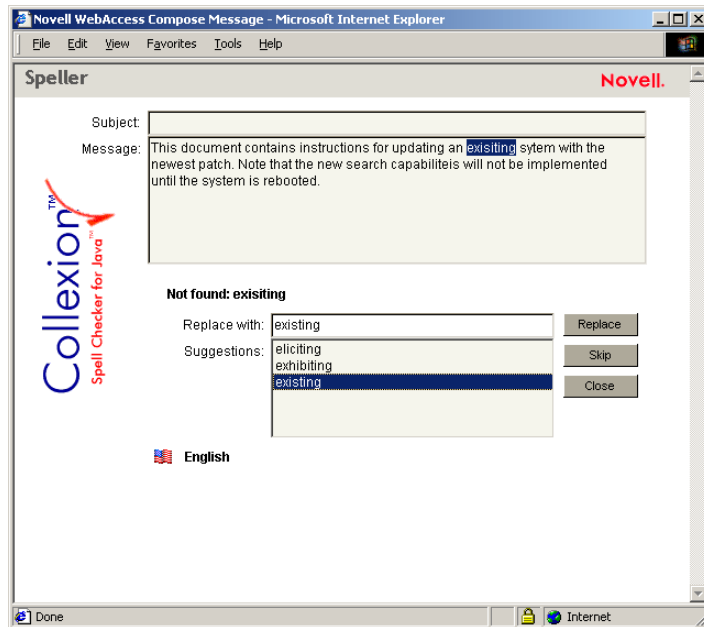 Novell WebAccess Compose Message - Microsoft Internet Explorer
File Edit View Favorites Tools Help
Speller
Novell.
Subject:
Message:
This document contains instructions for updating an exisiting sytem with the
newest patch. Note that the new search capabiliteis will not be implemented
until the system is rebooted.
Collexion™
Spell Checker for Java™
Not found: exisiting
Replace with: existing Replace
Suggestions: eliciting Skip
exhibiting
existing Close
English
Done Internet